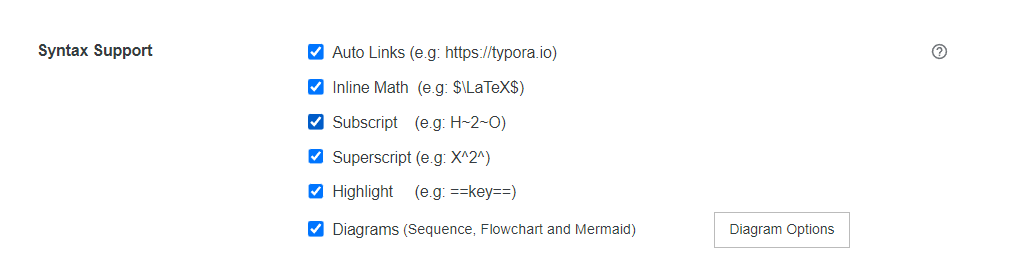 Syntax Support
Auto Links (e.g: https://typora.io)
Inline Math (e.g: $\LaTeX$)
Subscript (e.g: H~2~O)
Superscript (e.g: X^2^)
Highlight (e.g: ==key==)
Diagrams (Sequence, Flowchart and Mermaid)
Diagram Options